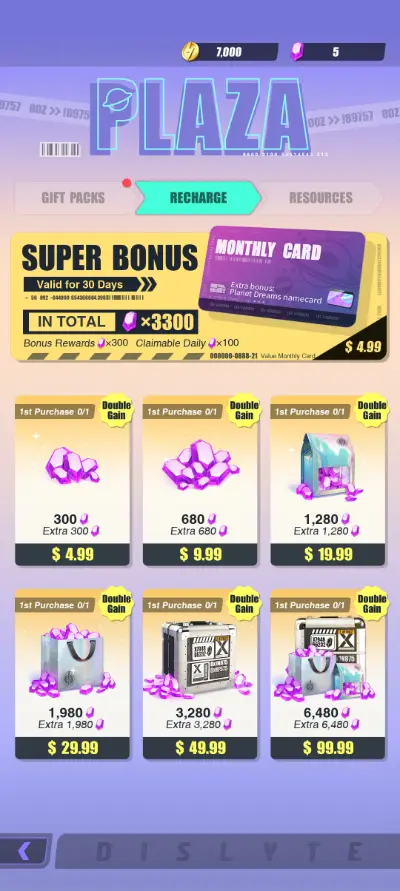 7,000
5
PLAZA
GIFT PACKS
RECHARGE
RESOURCES
SUPER BONUS
MONTHLY CARD
Valid for 30 Days
Extra bonus:
Planet Dreams namecard
IN TOTAL ×3300
Bonus Rewards ×300 Claimable Daily ×100
Value Monthly Card
$ 4.99
1st Purchase 0/1
Double Gain
300
Extra 300
$ 4.99
1st Purchase 0/1
Double Gain
680
Extra 680
$ 9.99
1st Purchase 0/1
Double Gain
1,280
Extra 1,280
$ 19.99
1st Purchase 0/1
Double Gain
1,980
Extra 1,980
$ 29.99
1st Purchase 0/1
Double Gain
3,280
Extra 3,280
$ 49.99
1st Purchase 0/1
Double Gain
6,480
Extra 6,480
$ 99.99
DISLYTE